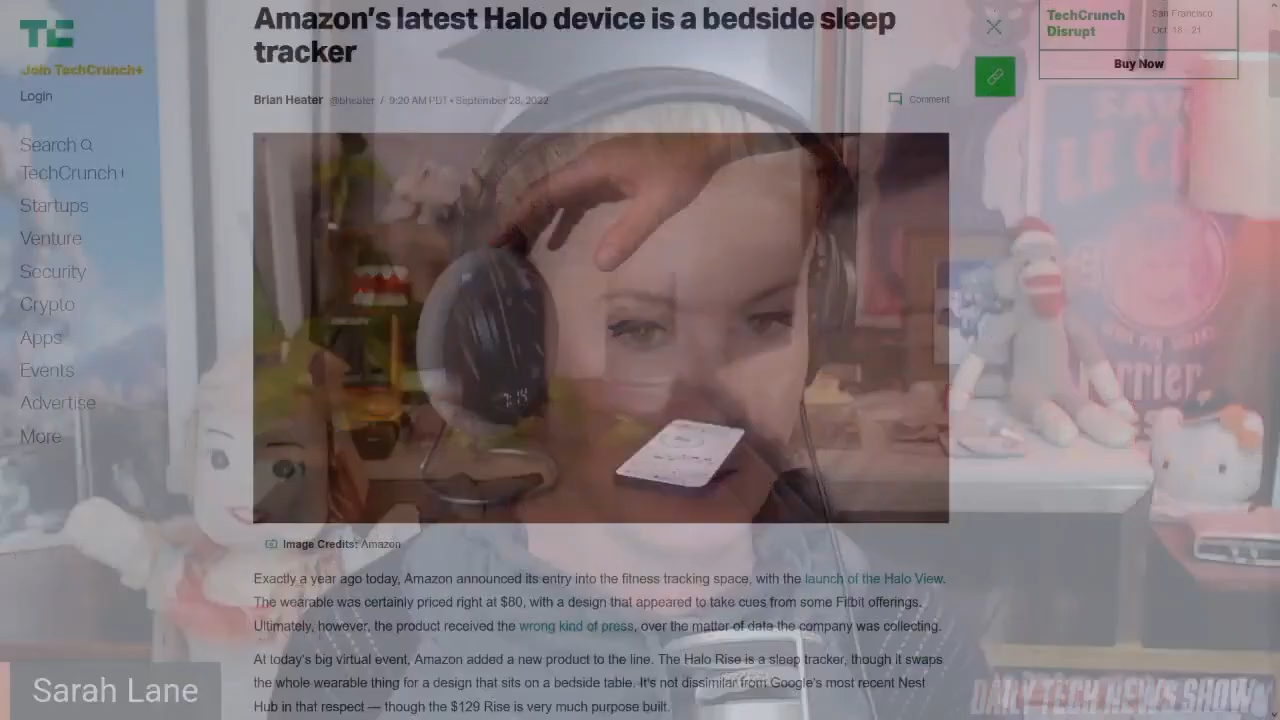 TC
Join TechCrunch+
Login
Search
TechCrunch+
Startups
Venture
Security
Crypto
Apps
Events
Advertise
More
Amazon's latest Halo device is a bedside sleep
tracker
Brian Heater @bheater / 9:20 AM PDT • September 28, 2022
Comment
TechCrunch
Disrupt
San Francisco
Oct 18 - 21
Buy Now
7:14
Image Credits: Amazon
Exactly a year ago today, Amazon announced its entry into the fitness tracking space, with the launch of the Halo View.
The wearable was certainly priced right at $80, with a design that appeared to take cues from some Fitbit offerings.
Ultimately, however, the product received the wrong kind of press, over the matter of data the company was collecting.
At today's big virtual event, Amazon added a new product to the line. The Halo Rise is a sleep tracker, though it swaps
the whole wearable thing for a design that sits on a bedside table. It's not dissimilar from Google's most recent Nest
Hub in that respect — though the $129 Rise is very much purpose built.
Sarah Lane
DAILY TECH NEWS SHOW